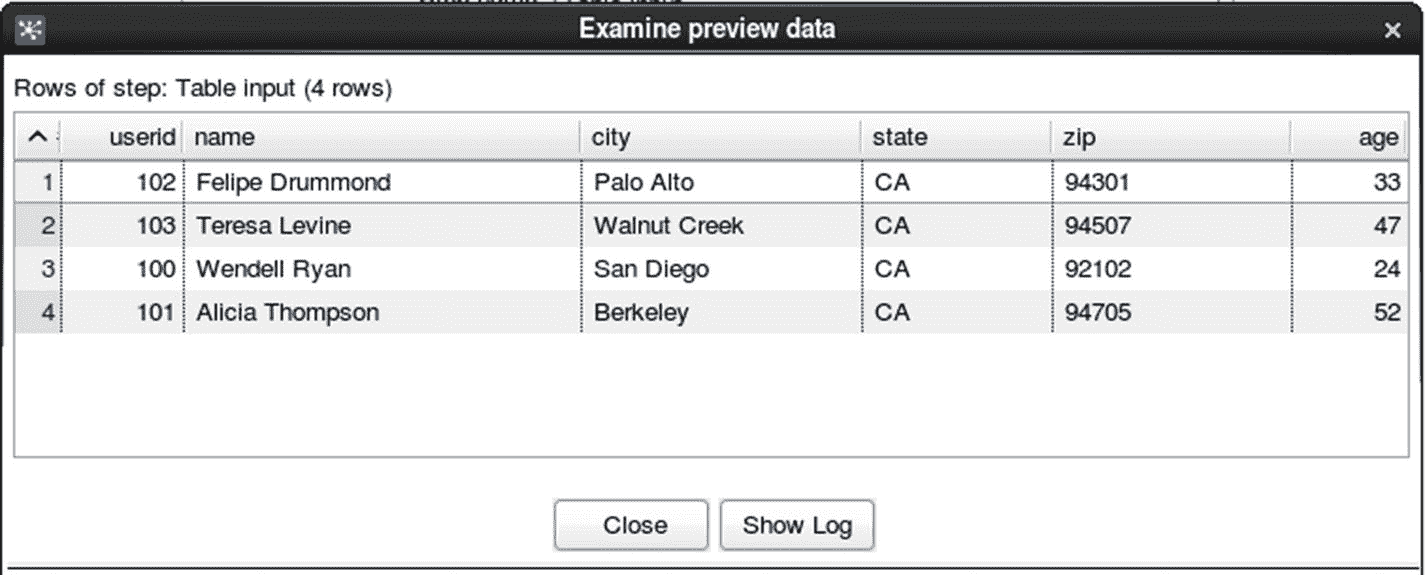 Examine preview data
Rows of step: Table input (4 rows)
userid name city state zip age
1 102 Felipe Drummond Palo Alto CA 94301 33
2 103 Teresa Levine Walnut Creek CA 94507 47
3 100 Wendell Ryan San Diego CA 92102 24
4 101 Alicia Thompson Berkeley CA 94705 52
Close Show Log